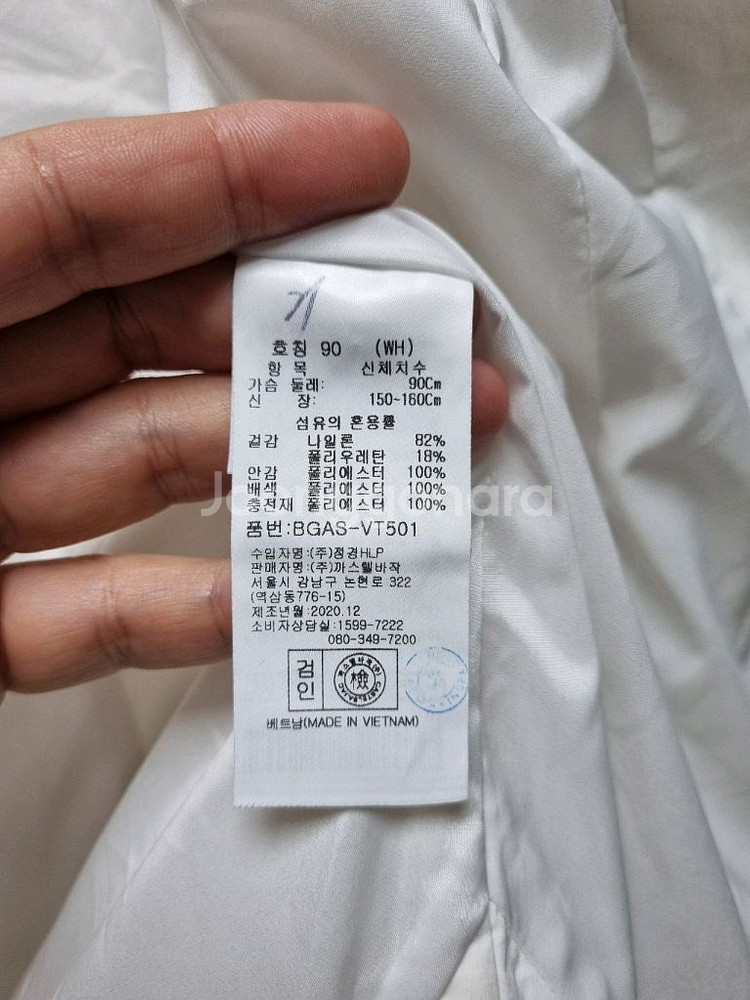 호칭 90 (WH)
항 목 신체치수
가슴 둘레: 90Cm
신 장: 150~160Cm
섬유의 혼용률
겉감 나일론 82%
폴리우레탄 18%
안감 폴리에스터 100%
배색 폴리에스터 100%
충전재 폴리에스터 100%
품번:BGAS-VT501
수입자명:(주)정경HLP
판매자명:(주)까스텔바작
서울시 강남구 논현로 322
(역삼동776-15)
제조년월:2020.12
소비자상담실:1599-7222
080-349-7200
검인
檢
베트남(MADE IN VIETNAM)